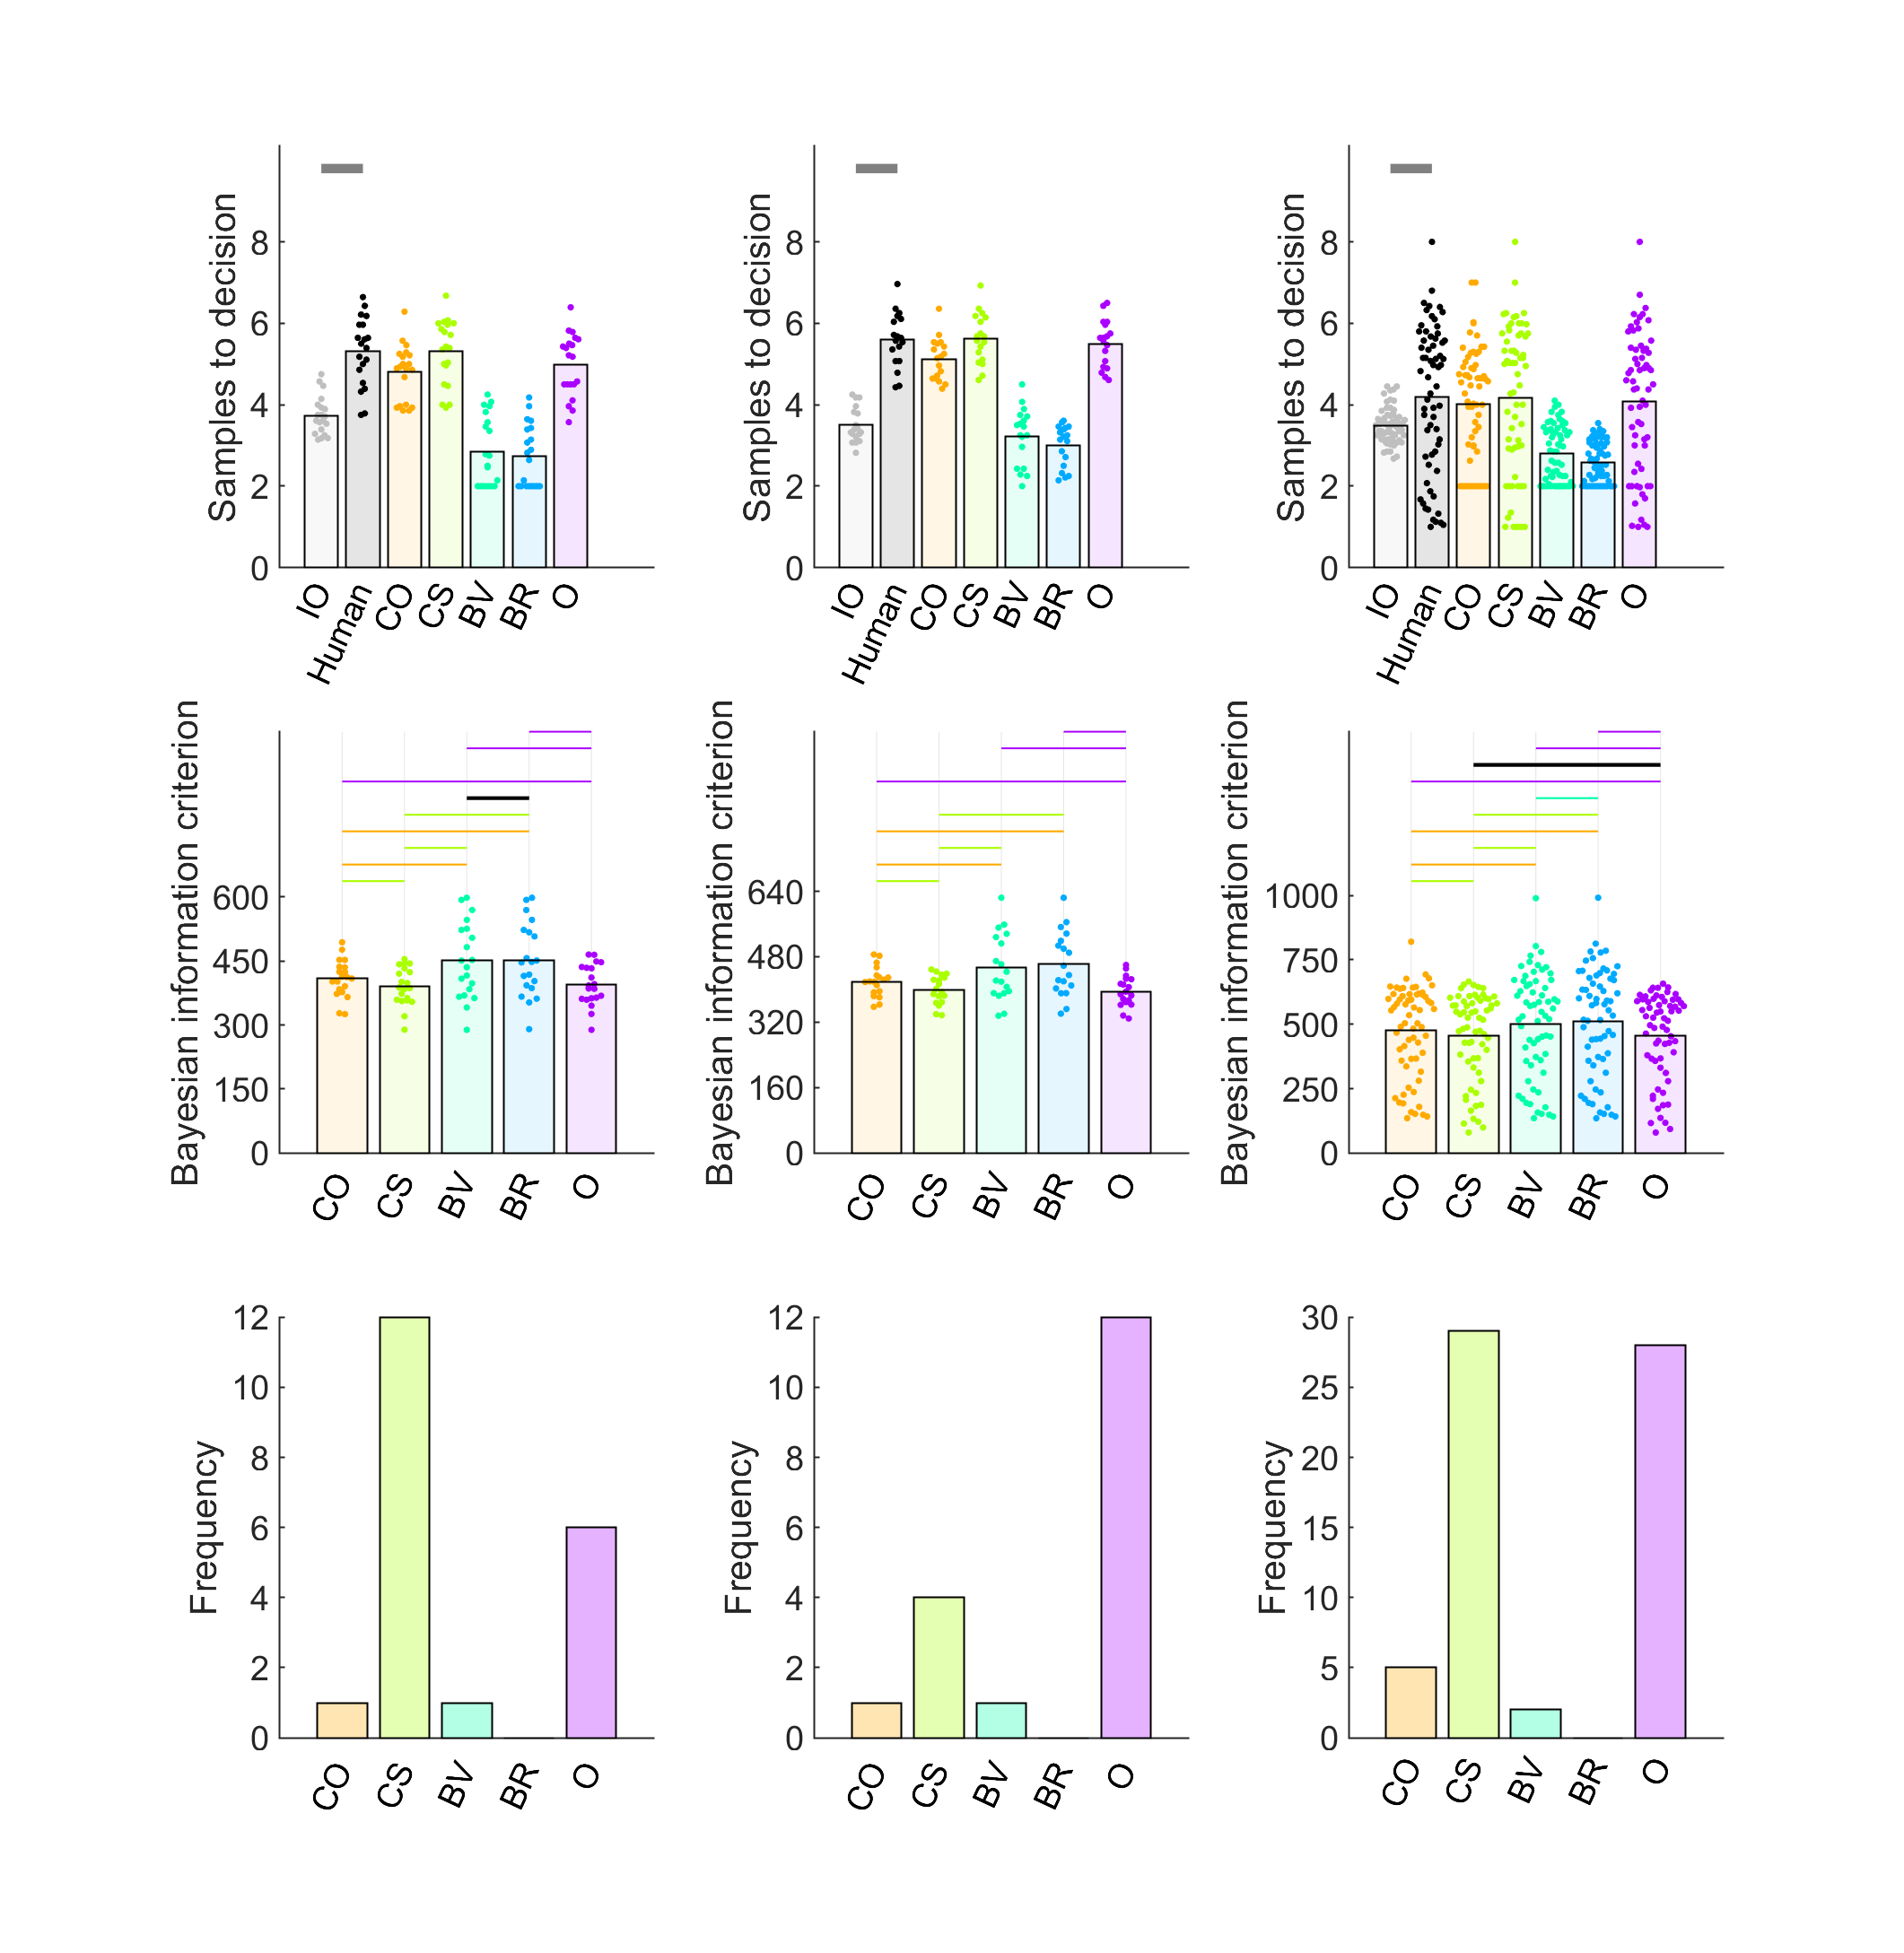 Samples to decision
8
6
4
2
0
IO
Human
CO
CS
BV
BR
O
Samples to decision
8
6
4
2
0
IO
Human
CO
CS
BV
BR
O
Samples to decision
8
6
4
2
0
IO
Human
CO
CS
BV
BR
O
Bayesian information criterion
600
450
300
150
0
CO
CS
BV
BR
O
Bayesian information criterion
640
480
320
160
0
CO
CS
BV
BR
O
Bayesian information criterion
1000
750
500
250
0
CO
CS
BV
BR
O
Frequency
12
10
8
6
4
2
0
CO
CS
BV
BR
O
Frequency
12
10
8
6
4
2
0
CO
CS
BV
BR
O
Frequency
30
25
20
15
10
5
0
CO
CS
BV
BR
O